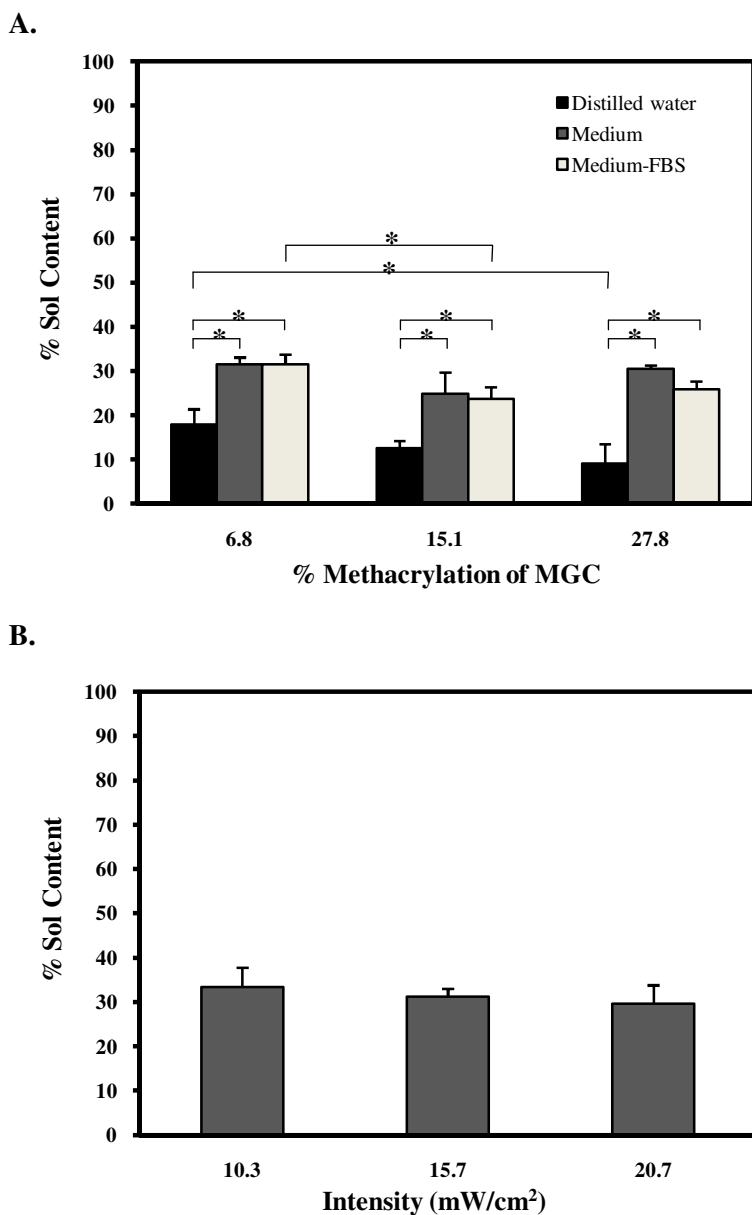 A.
100
90
80
70
60
50
40
30
20
10
0
% Sol Content
Distilled water
Medium
Medium-FBS
*
*
* * *
* * *
6.8 15.1 27.8
% Methacrylation of MGC
B.
100
90
80
70
60
50
40
30
20
10
0
% Sol Content
10.3 15.7 20.7
Intensity (mW/cm²)